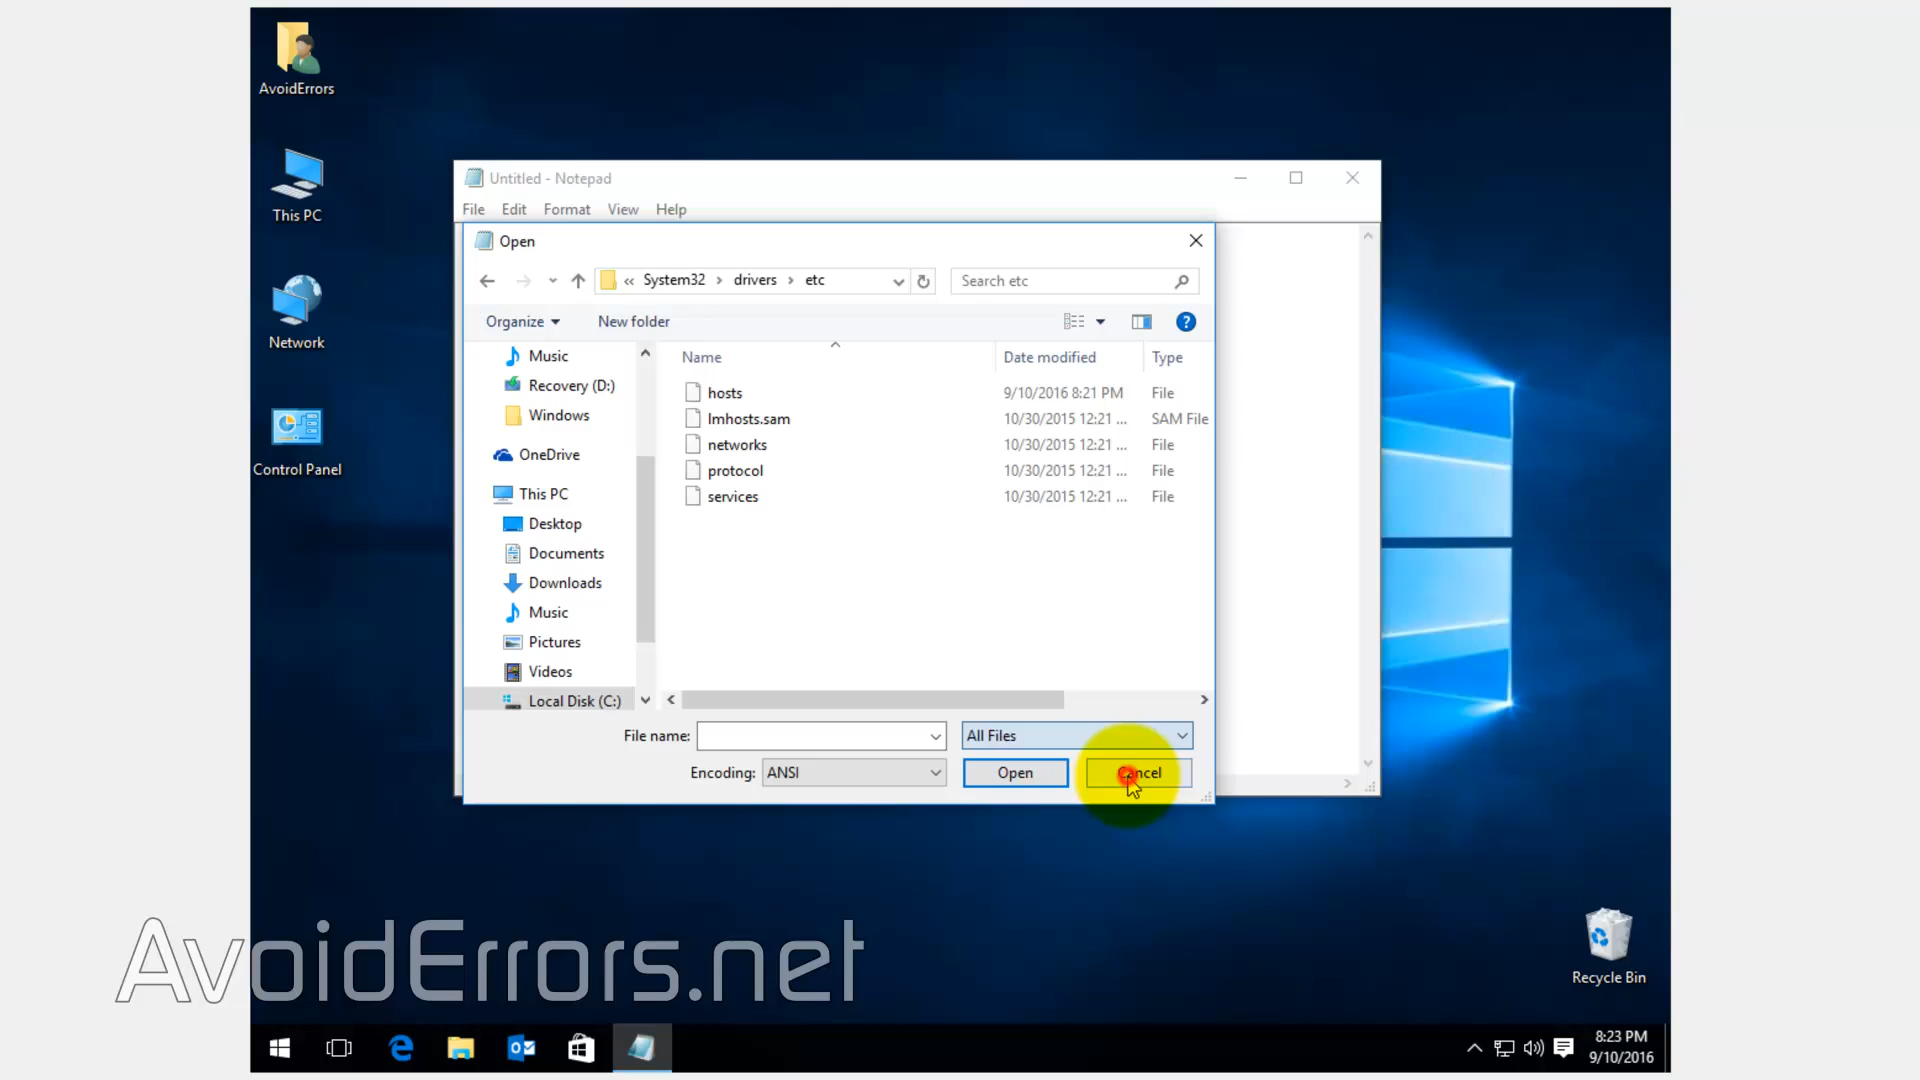 AvoidErrors
This PC
Network
Control Panel
Untitled - Notepad
File Edit Format View Help
Open
« System32 > drivers > etc
Search etc
Organize New folder
Name Date modified Type
Music
Recovery (D:)
Windows
OneDrive
This PC
Desktop
Documents
Downloads
Music
Pictures
Videos
Local Disk (C:)
hosts 9/10/2016 8:21 PM File
lmhosts.sam 10/30/2015 12:21 ... SAM File
networks 10/30/2015 12:21 ... File
protocol 10/30/2015 12:21 ... File
services 10/30/2015 12:21 ... File
File name: All Files
Encoding: ANSI Open Cancel
AvoidErrors.net
Recycle Bin
8:23 PM
9/10/2016